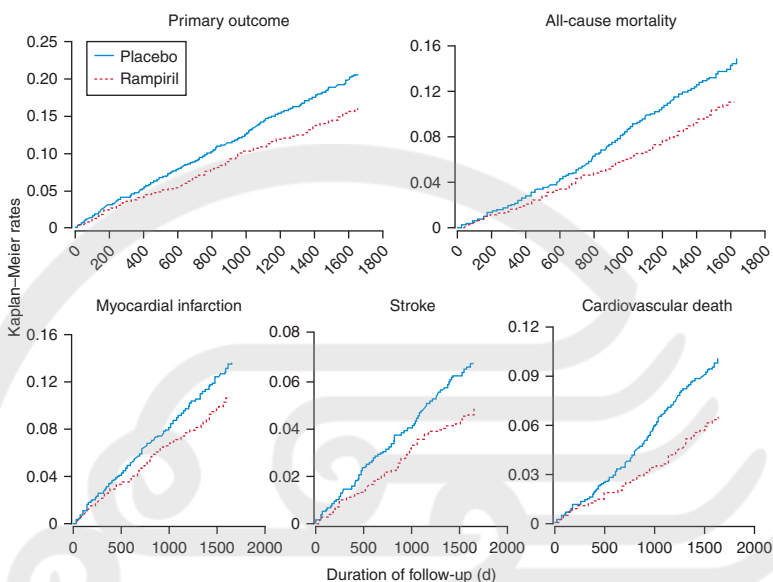 Primary outcome
All-cause mortality
0.25
0.20
0.15
0.10
0.05
0
Placebo
Rampiril
0.16
0.12
0.08
0.04
0
0 200 400 600 800 1000 1200 1400 1600 1800
0 200 400 600 800 1000 1200 1400 1600 1800
Kaplan–Meier rates
Myocardial infarction
Stroke
Cardiovascular death
0.16
0.12
0.08
0.04
0
0.08
0.06
0.04
0.02
0
0.12
0.09
0.06
0.03
0
0 500 1000 1500 2000
0 500 1000 1500 2000
0 500 1000 1500 2000
Duration of follow-up (d)